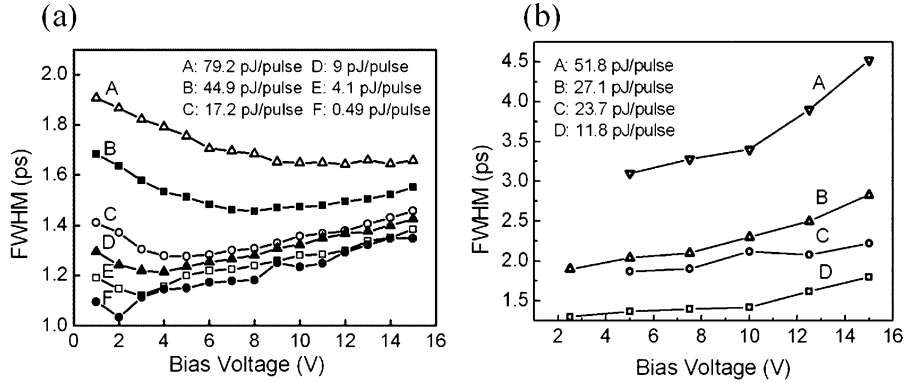 (a)
2.0
1.8
1.6
1.4
1.2
1.0
FWHM (ps)
A: 79.2 pJ/pulse D: 9 pJ/pulse
B: 44.9 pJ/pulse E: 4.1 pJ/pulse
C: 17.2 pJ/pulse F: 0.49 pJ/pulse
A
B
C
D
E
F
0 2 4 6 8 10 12 14 16
Bias Voltage (V)
(b)
4.5
4.0
3.5
3.0
2.5
2.0
1.5
FWHM (ps)
A: 51.8 pJ/pulse
B: 27.1 pJ/pulse
C: 23.7 pJ/pulse
D: 11.8 pJ/pulse
A
B
C
D
2 4 6 8 10 12 14 16
Bias Voltage (V)